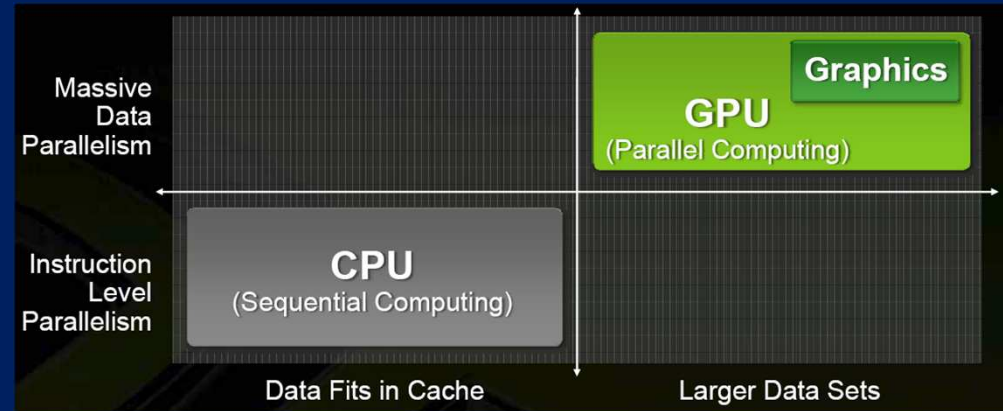 Massive
Data
Parallelism
Graphics
GPU
(Parallel Computing)
Instruction
Level
Parallelism
CPU
(Sequential Computing)
Data Fits in Cache
Larger Data Sets